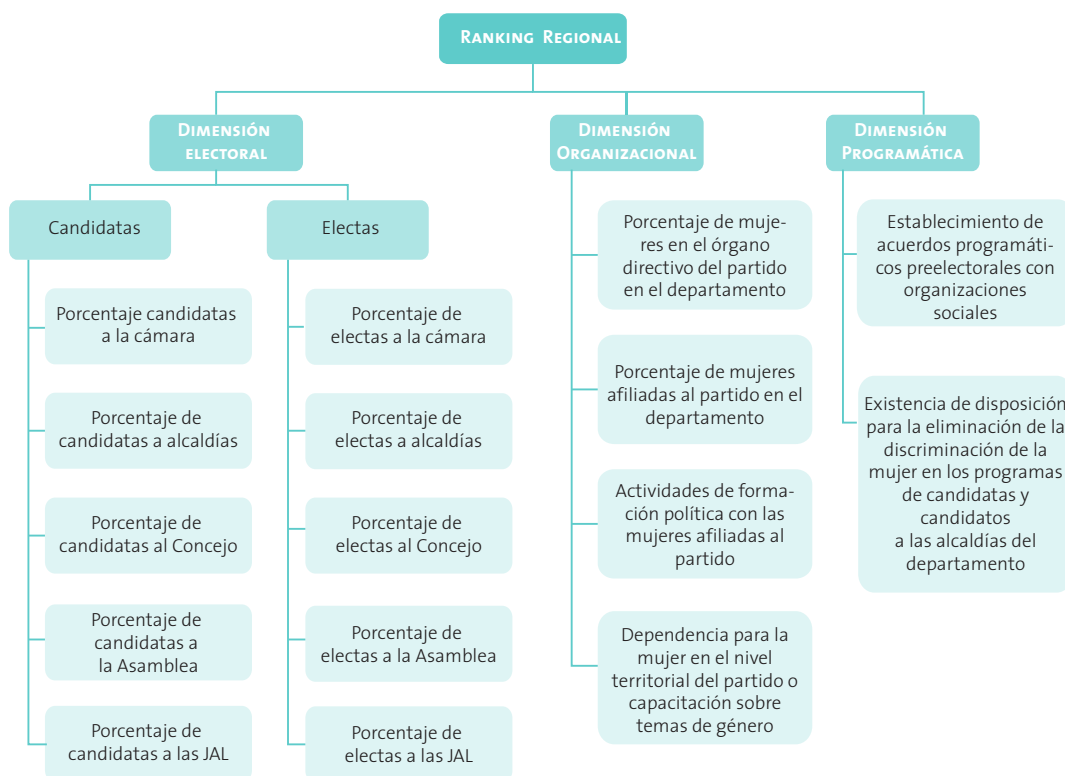 Ranking Regional
Dimensión
electoral
Dimensión
Organizacional
Dimensión
Programática
Candidatas
Electas
Porcentaje candidatas
a la cámara
Porcentaje de
candidatas a alcaldías
Porcentaje de
candidatas al Concejo
Porcentaje de
candidatas a
la Asamblea
Porcentaje de
candidatas a las JAL
Porcentaje de
electas a la cámara
Porcentaje de
electas a alcaldías
Porcentaje de
electas al Concejo
Porcentaje de
electas a la Asamblea
Porcentaje de
electas a las JAL
Porcentaje de muje-
res en el órgano
directivo del partido
en el departamento
Porcentaje de mujeres
afiliadas al partido en el
departamento
Actividades de forma-
ción política con las
mujeres afiliadas al
partido
Dependencia para la
mujer en el nivel
territorial del partido o
capacitación sobre
temas de género
Establecimiento de
acuerdos programáti-
cos preelectorales con
organizaciones
sociales
Existencia de disposición
para la eliminación de la
discriminación de la
mujer en los programas
de candidatas y
candidatos
a las alcaldías del
departamento